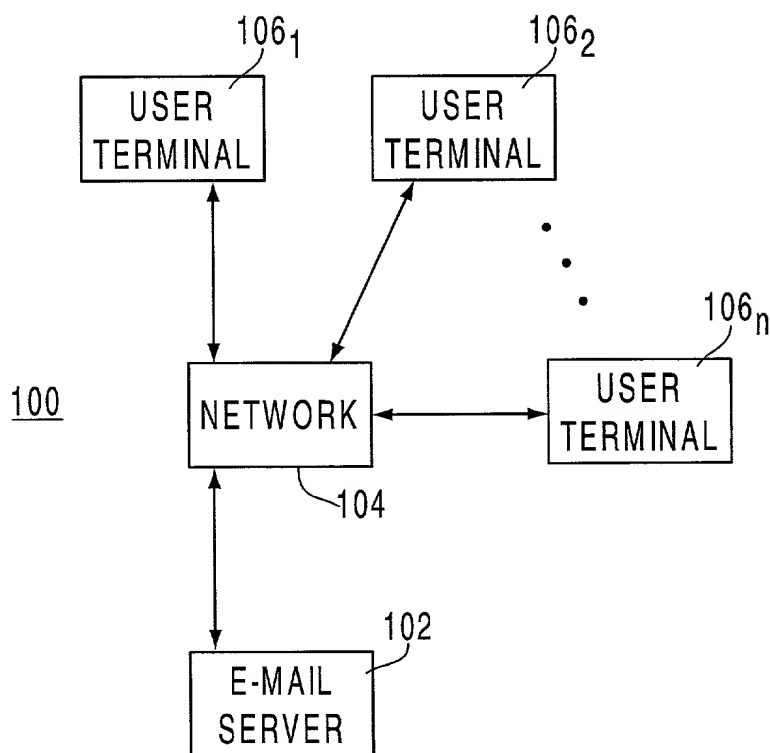 106₁
USER
TERMINAL
106₂
USER
TERMINAL
106ₙ
USER
TERMINAL
100
NETWORK
104
102
E-MAIL
SERVER